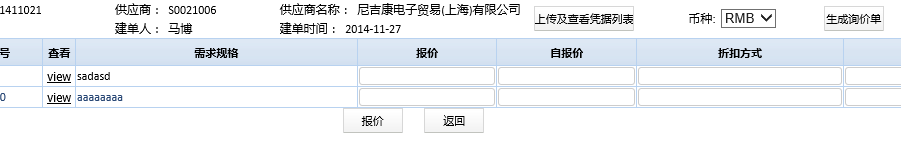 1411021 供应商： S0021006 供应商名称： 尼吉康电子贸易(上海)有限公司 上传及查看凭据列表 币种: RMB 生成询价单
建单人： 马博 建单时间： 2014-11-27
号 查看 需求规格 报价 自报价 折扣方式
view sadasd
0 view aaaaaaaa
报价 返回